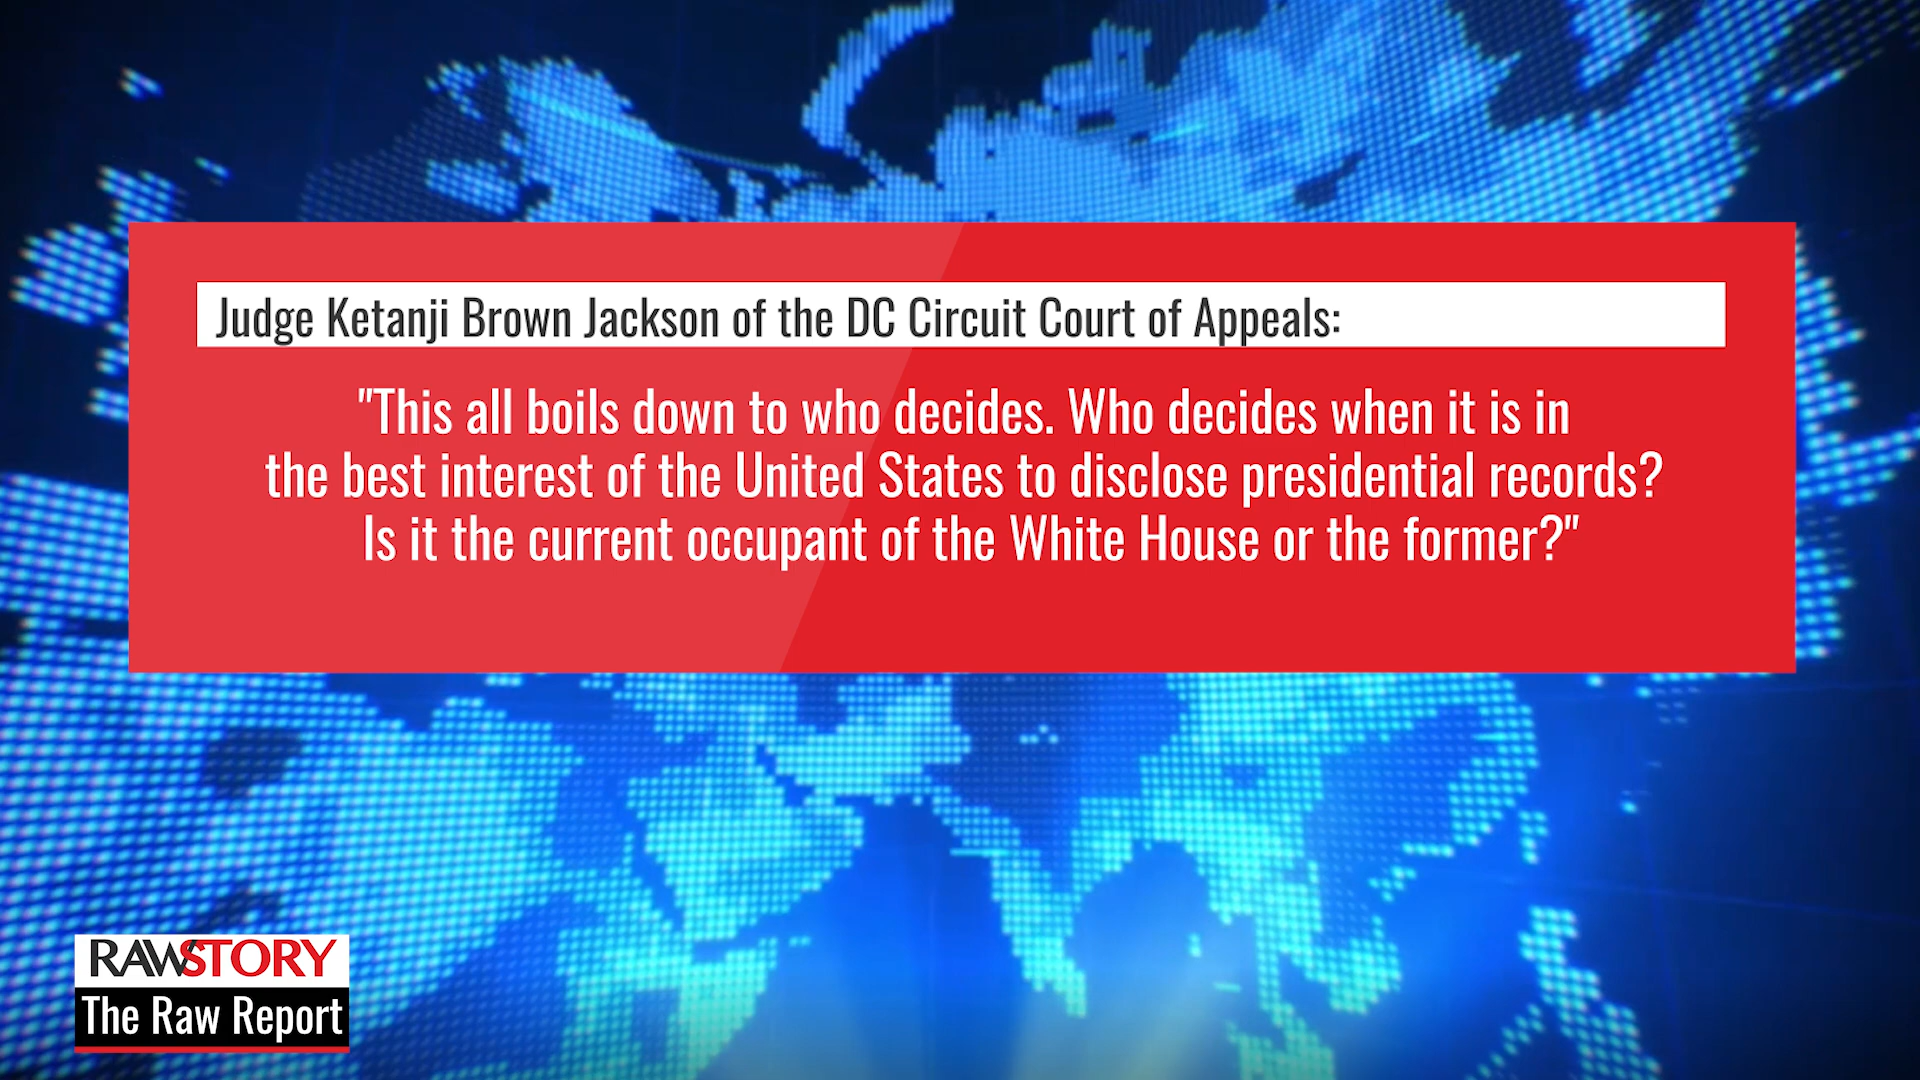 Judge Ketanji Brown Jackson of the DC Circuit Court of Appeals:
"This all boils down to who decides. Who decides when it is in
the best interest of the United States to disclose presidential records?
Is it the current occupant of the White House or the former?"
RAWSTORY
The Raw Report